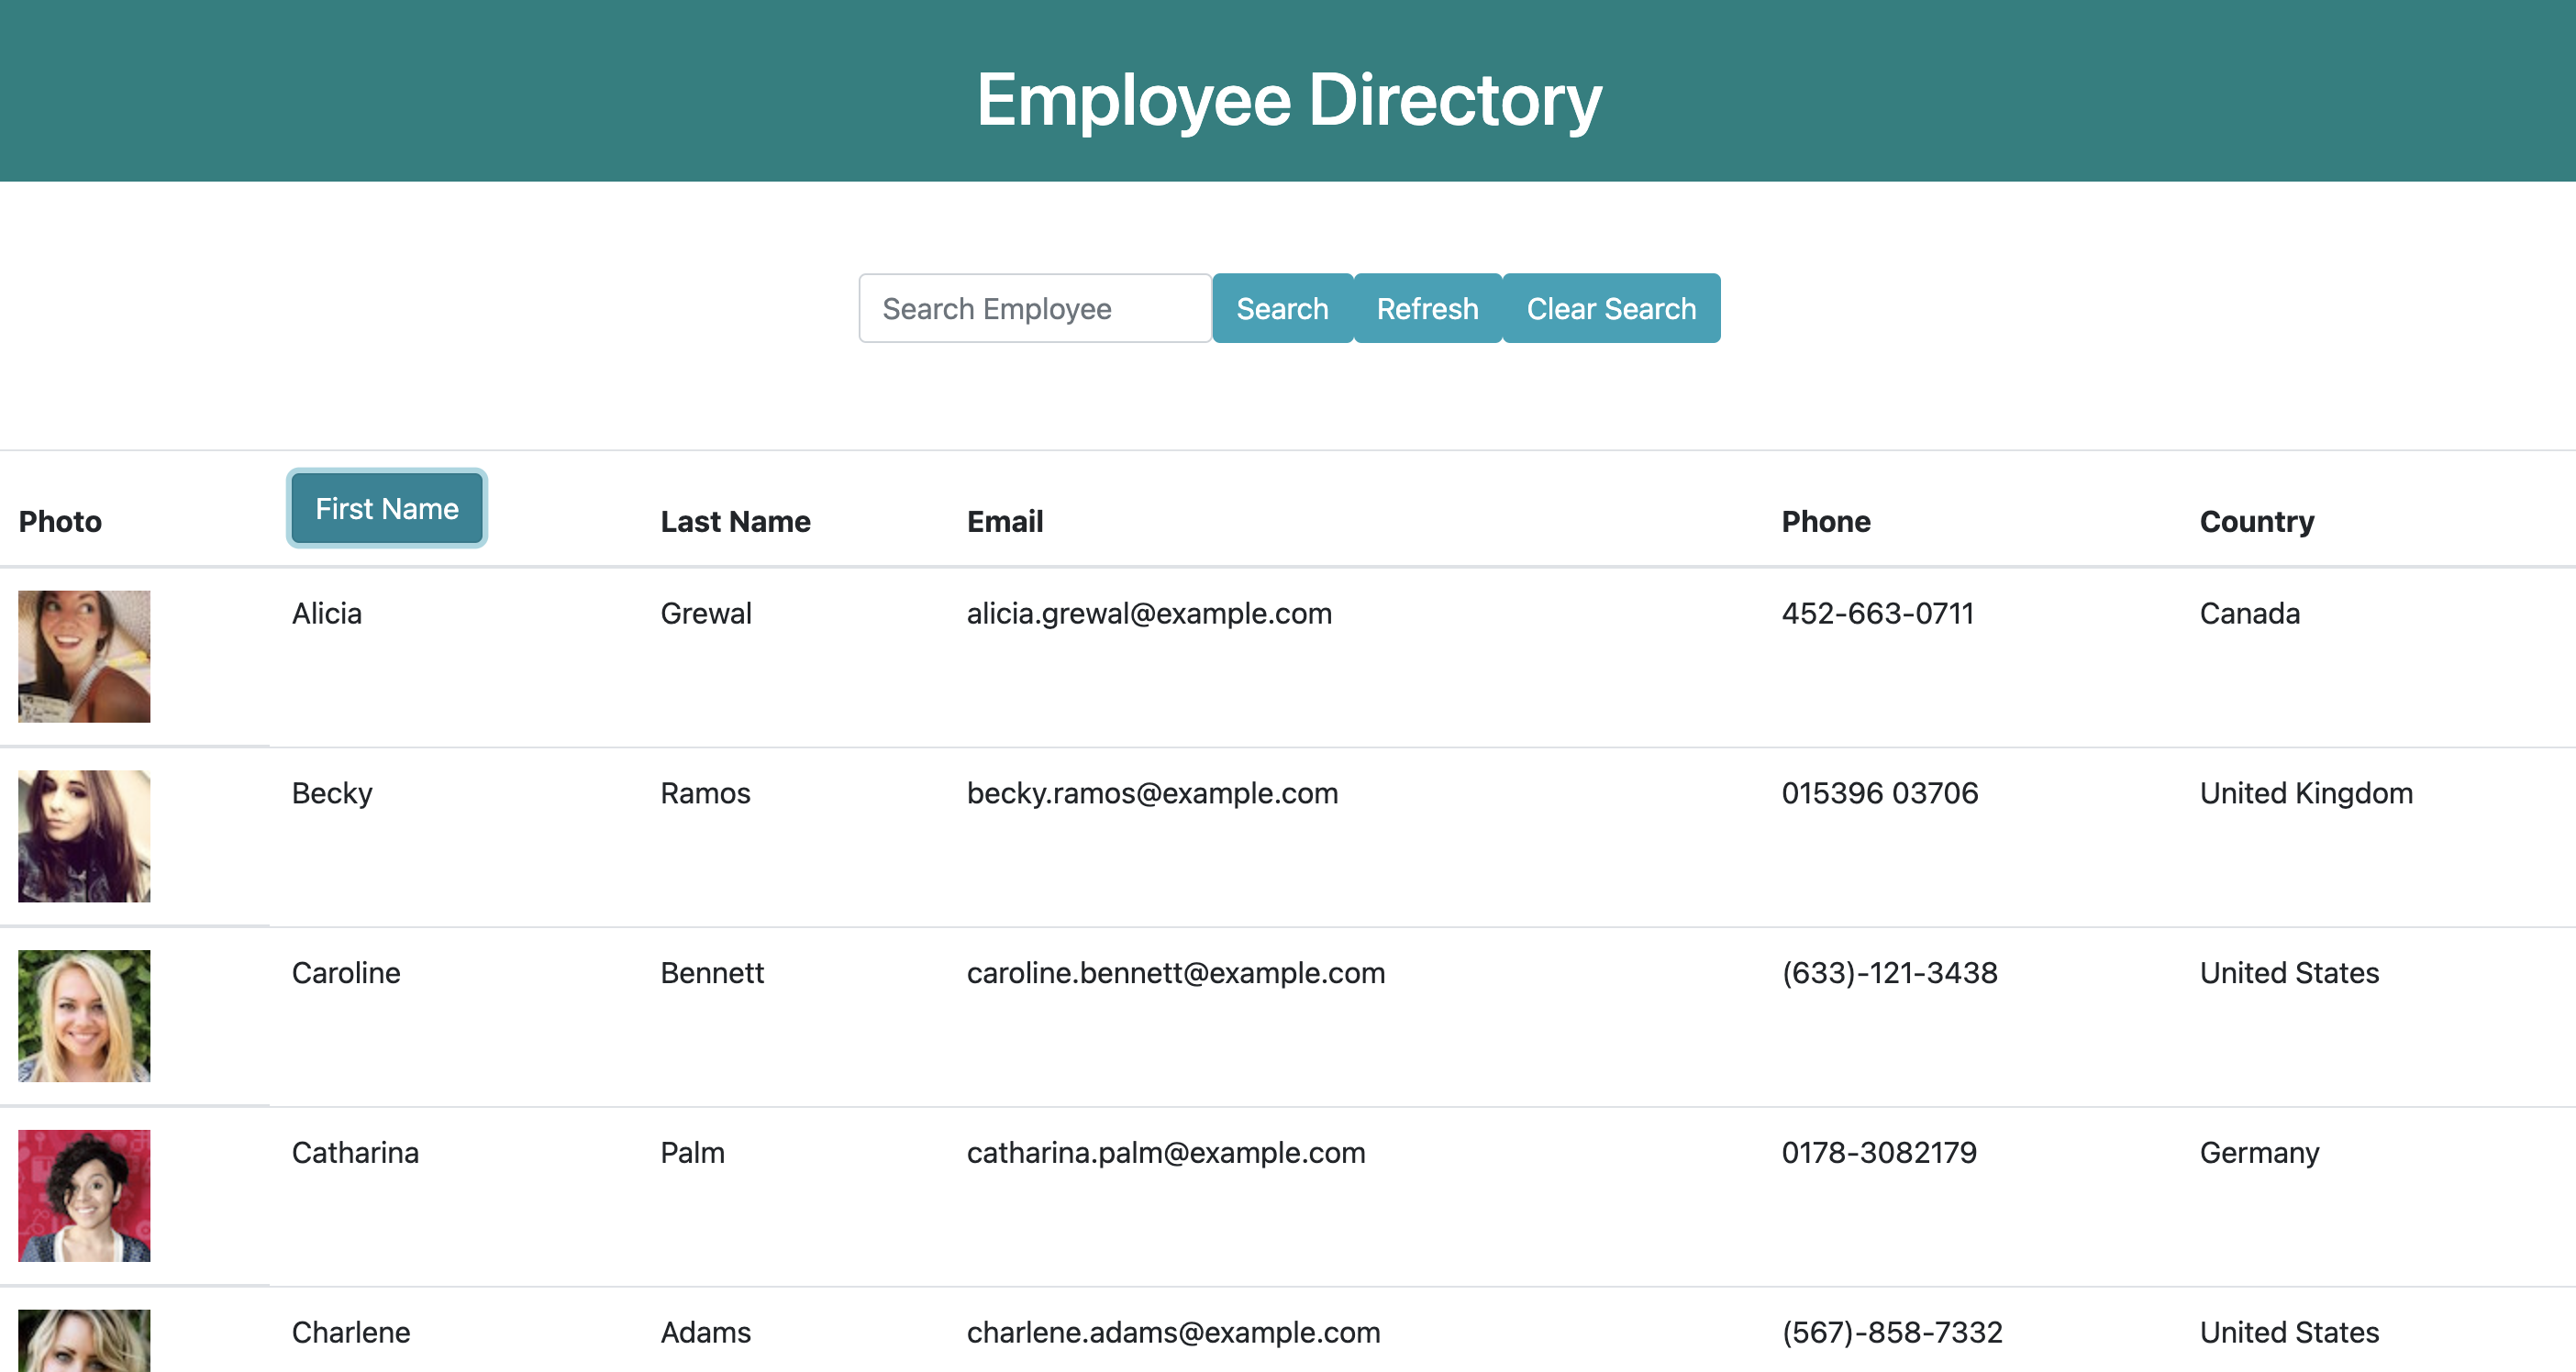 Employee Directory
Search Employee Search Refresh Clear Search
Photo First Name Last Name Email Phone Country
Alicia Grewal alicia.grewal@example.com 452-663-0711 Canada
Becky Ramos becky.ramos@example.com 015396 03706 United Kingdom
Caroline Bennett caroline.bennett@example.com (633)-121-3438 United States
Catharina Palm catharina.palm@example.com 0178-3082179 Germany
Charlene Adams charlene.adams@example.com (567)-858-7332 United States